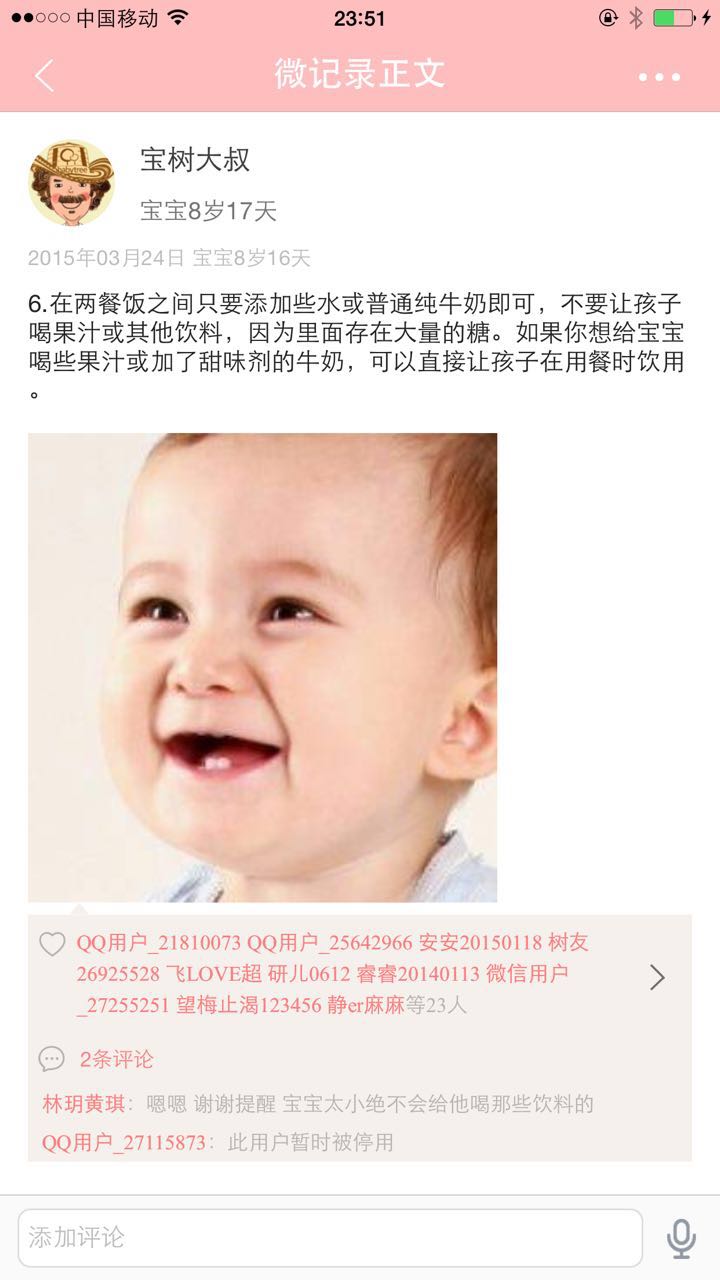 中国移动 23:51
微记录正文
babytree
宝树大叔
宝宝8岁17天
2015年03月24日 宝宝8岁16天
6.在两餐饭之间只要添加些水或普通纯牛奶即可，不要让孩子
喝果汁或其他饮料，因为里面存在大量的糖。如果你想给宝宝
喝些果汁或加了甜味剂的牛奶，可以直接让孩子在用餐时饮用
。
QQ用户_21810073 QQ用户_25642966 安安20150118 树友
26925528 飞LOVE超 研儿0612 睿睿20140113 微信用户
_27255251 望梅止渴123456 静er麻麻等23人
2条评论
林玥黄琪：嗯嗯 谢谢提醒 宝宝太小绝不会给他喝那些饮料的
QQ用户_27115873：此用户暂时被停用
添加评论